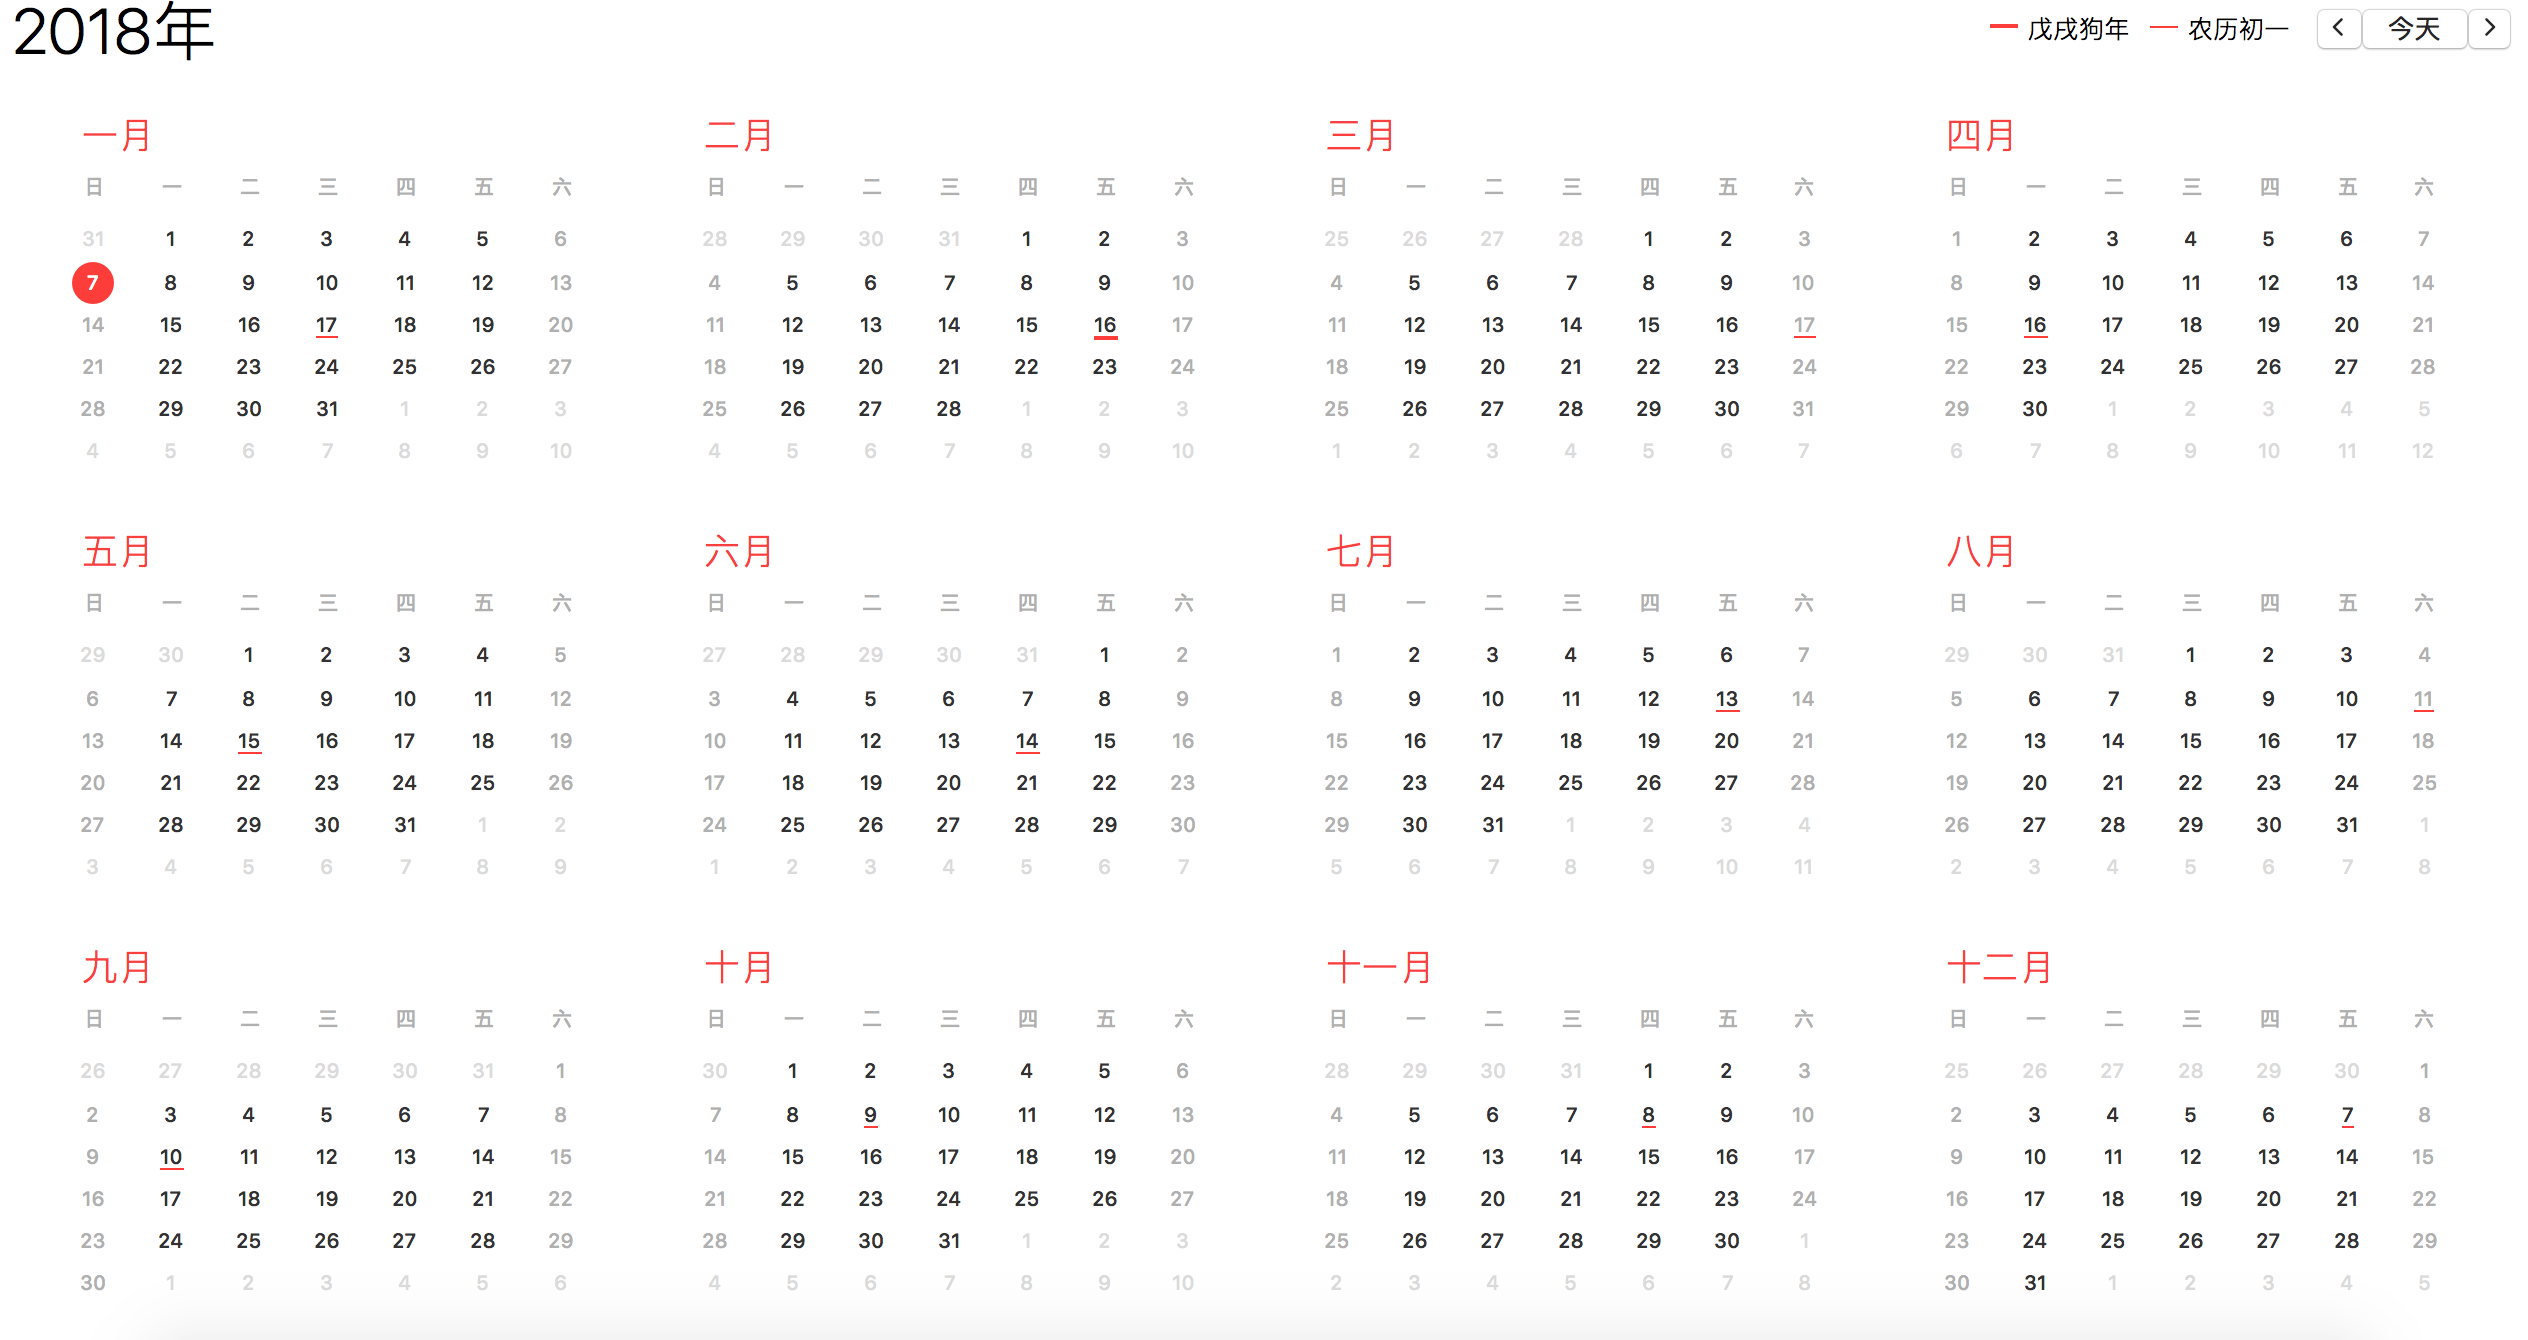 2018年 戊戌狗年 农历初一 今天
一月 二月 三月 四月
日 一 二 三 四 五 六 日 一 二 三 四 五 六 日 一 二 三 四 五 六 日 一 二 三 四 五 六
31 1 2 3 4 5 6 28 29 30 31 1 2 3 25 26 27 28 1 2 3 1 2 3 4 5 6 7
7 8 9 10 11 12 13 4 5 6 7 8 9 10 4 5 6 7 8 9 10 8 9 10 11 12 13 14
14 15 16 17 18 19 20 11 12 13 14 15 16 17 11 12 13 14 15 16 17 15 16 17 18 19 20 21
21 22 23 24 25 26 27 18 19 20 21 22 23 24 18 19 20 21 22 23 24 22 23 24 25 26 27 28
28 29 30 31 1 2 3 25 26 27 28 1 2 3 25 26 27 28 29 30 31 29 30 1 2 3 4 5
4 5 6 7 8 9 10 4 5 6 7 8 9 10 1 2 3 4 5 6 7 6 7 8 9 10 11 12
五月 六月 七月 八月
日 一 二 三 四 五 六 日 一 二 三 四 五 六 日 一 二 三 四 五 六 日 一 二 三 四 五 六
29 30 1 2 3 4 5 27 28 29 30 31 1 2 1 2 3 4 5 6 7 29 30 31 1 2 3 4
6 7 8 9 10 11 12 3 4 5 6 7 8 9 8 9 10 11 12 13 14 5 6 7 8 9 10 11
13 14 15 16 17 18 19 10 11 12 13 14 15 16 15 16 17 18 19 20 21 12 13 14 15 16 17 18
20 21 22 23 24 25 26 17 18 19 20 21 22 23 22 23 24 25 26 27 28 19 20 21 22 23 24 25
27 28 29 30 31 1 2 24 25 26 27 28 29 30 29 30 31 1 2 3 4 26 27 28 29 30 31 1
3 4 5 6 7 8 9 1 2 3 4 5 6 7 5 6 7 8 9 10 11 2 3 4 5 6 7 8
九月 十月 十一月 十二月
日 一 二 三 四 五 六 日 一 二 三 四 五 六 日 一 二 三 四 五 六 日 一 二 三 四 五 六
26 27 28 29 30 31 1 30 1 2 3 4 5 6 28 29 30 31 1 2 3 25 26 27 28 29 30 1
2 3 4 5 6 7 8 7 8 9 10 11 12 13 4 5 6 7 8 9 10 2 3 4 5 6 7 8
9 10 11 12 13 14 15 14 15 16 17 18 19 20 11 12 13 14 15 16 17 9 10 11 12 13 14 15
16 17 18 19 20 21 22 21 22 23 24 25 26 27 18 19 20 21 22 23 24 16 17 18 19 20 21 22
23 24 25 26 27 28 29 28 29 30 31 1 2 3 25 26 27 28 29 30 1 23 24 25 26 27 28 29
30 1 2 3 4 5 6 4 5 6 7 8 9 10 2 3 4 5 6 7 8 30 31 1 2 3 4 5